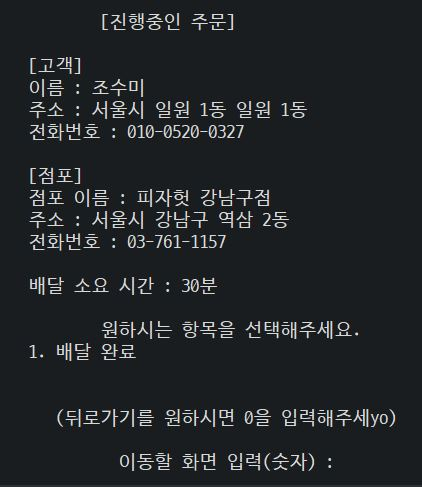 [진행중인 주문]
[고객]
이름 : 조수미
주소 : 서울시 일원 1동 일원 1동
전화번호 : 010-0520-0327
[점포]
점포 이름 : 피자헛 강남구점
주소 : 서울시 강남구 역삼 2동
전화번호 : 03-761-1157
배달 소요 시간 : 30분
원하시는 항목을 선택해주세요.
1. 배달 완료
(뒤로가기를 원하시면 0을 입력해주세yo)
이동할 화면 입력(숫자) :